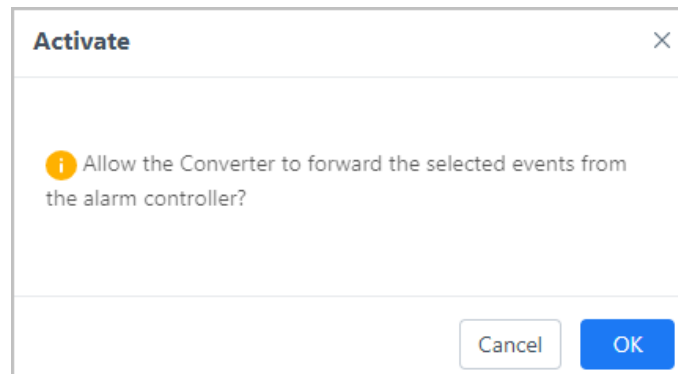 Activate
Allow the Converter to forward the selected events from
the alarm controller?
Cancel OK